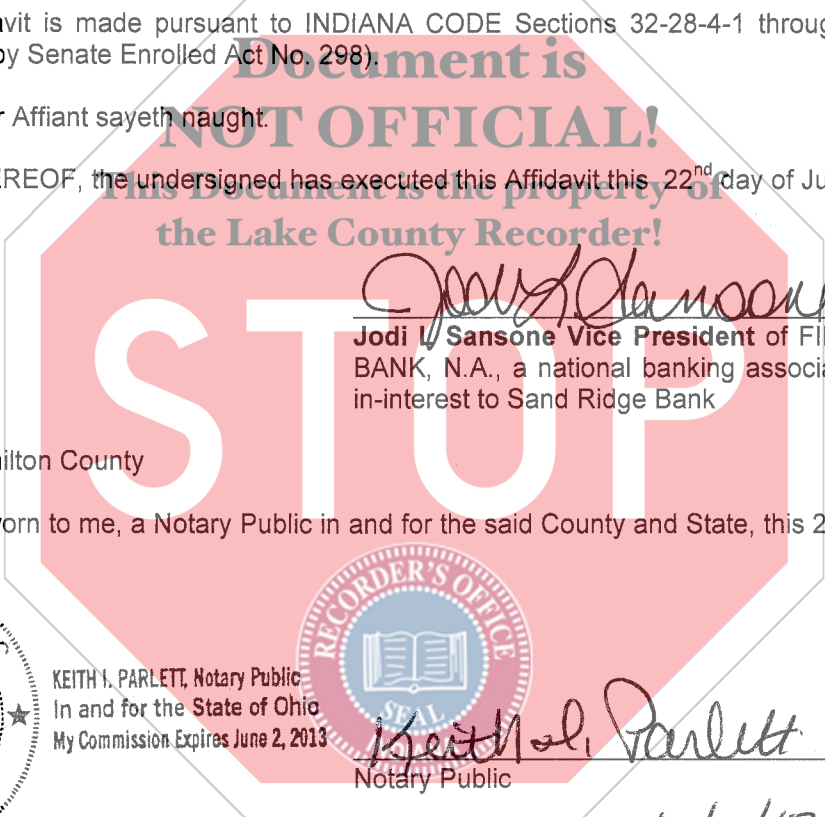 avit is made pursuant to INDIANA CODE Sections 32-28-4-1 throug
by Senate Enrolled Act No. 298).
Document is
r Affiant sayeth naught.
NOT OFFICIAL!
EREOF, the undersigned has executed this Affidavit this 22nd day of Ju
This Document is the property of
the Lake County Recorder!
Jodi L Sansone
Jodi L Sansone Vice President of FI
BANK, N.A., a national banking associa
in-interest to Sand Ridge Bank
STOP
ilton County
orn to me, a Notary Public in and for the said County and State, this 2
RECORDER'S OFFICE
SEAL
KEITH I. PARLETT, Notary Public
In and for the State of Ohio
My Commission Expires June 2, 2013
Keith I. Parlett
Notary Public